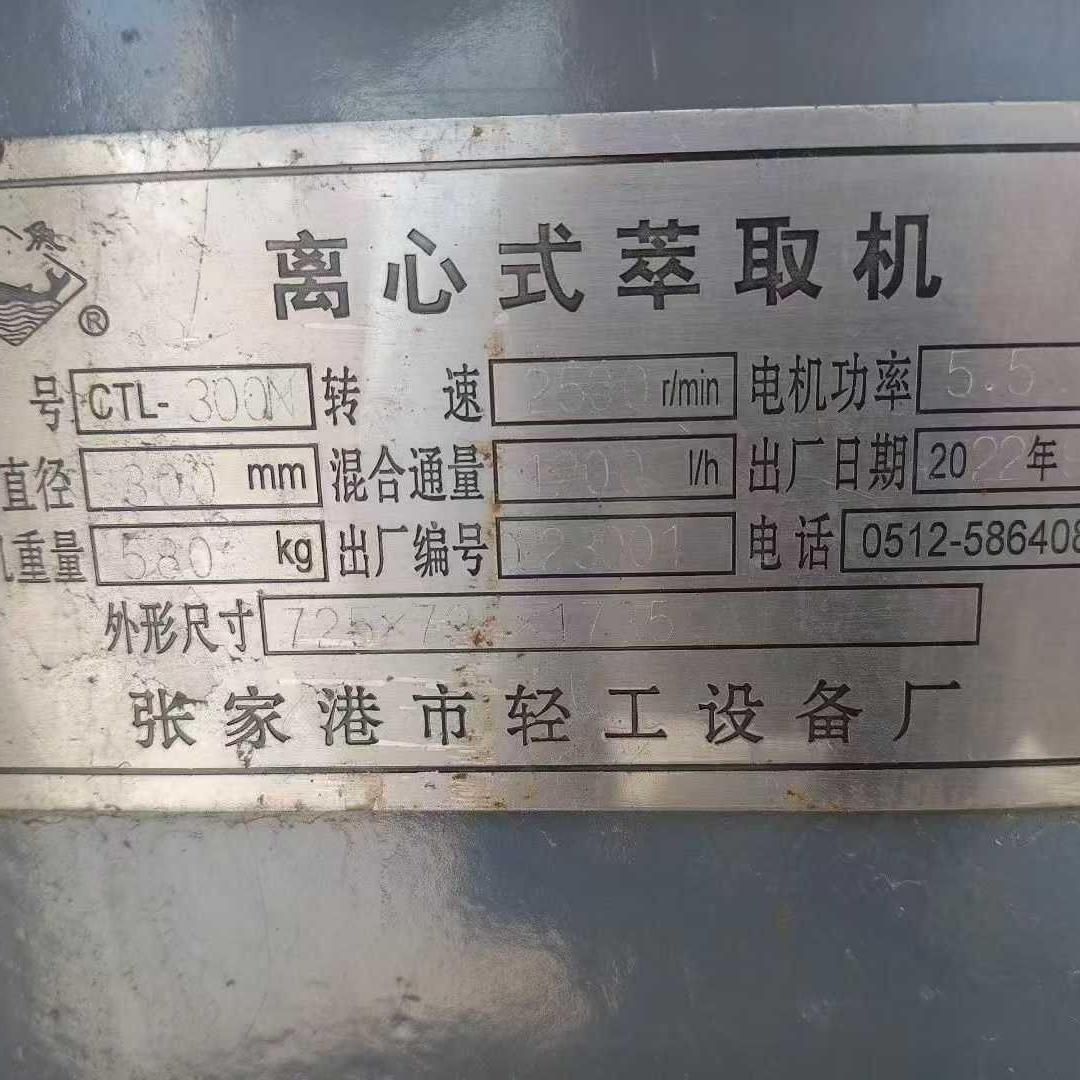 离心式萃取机
号 CTL-300N 转速 r/min 电机功率 5.5
直径 300 mm 混合通量 l/h 出厂日期 2022年
重量 580 kg 出厂编号 电话 0512-586408
外形尺寸
张家港市轻工设备厂